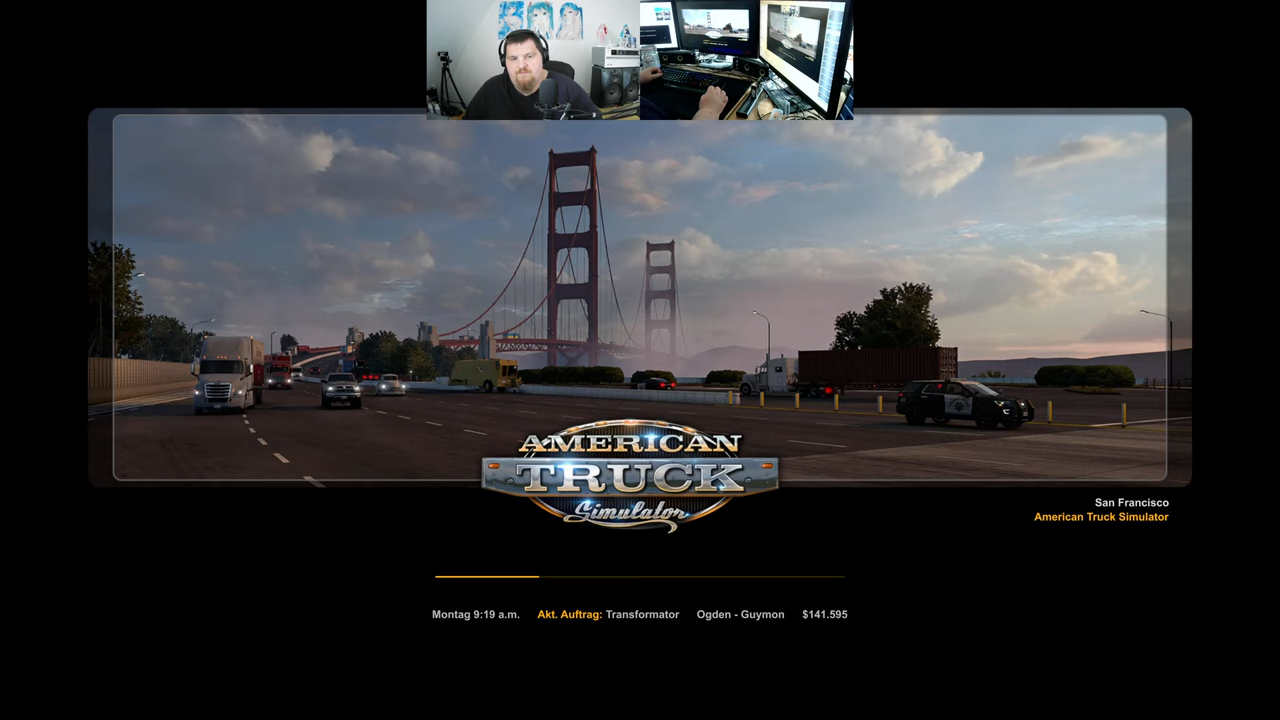 AMERICAN
TRUCK
Simulator
San Francisco
American Truck Simulator
Montag 9:19 a.m. Akt. Auftrag: Transformator Ogden - Guymon $141.595